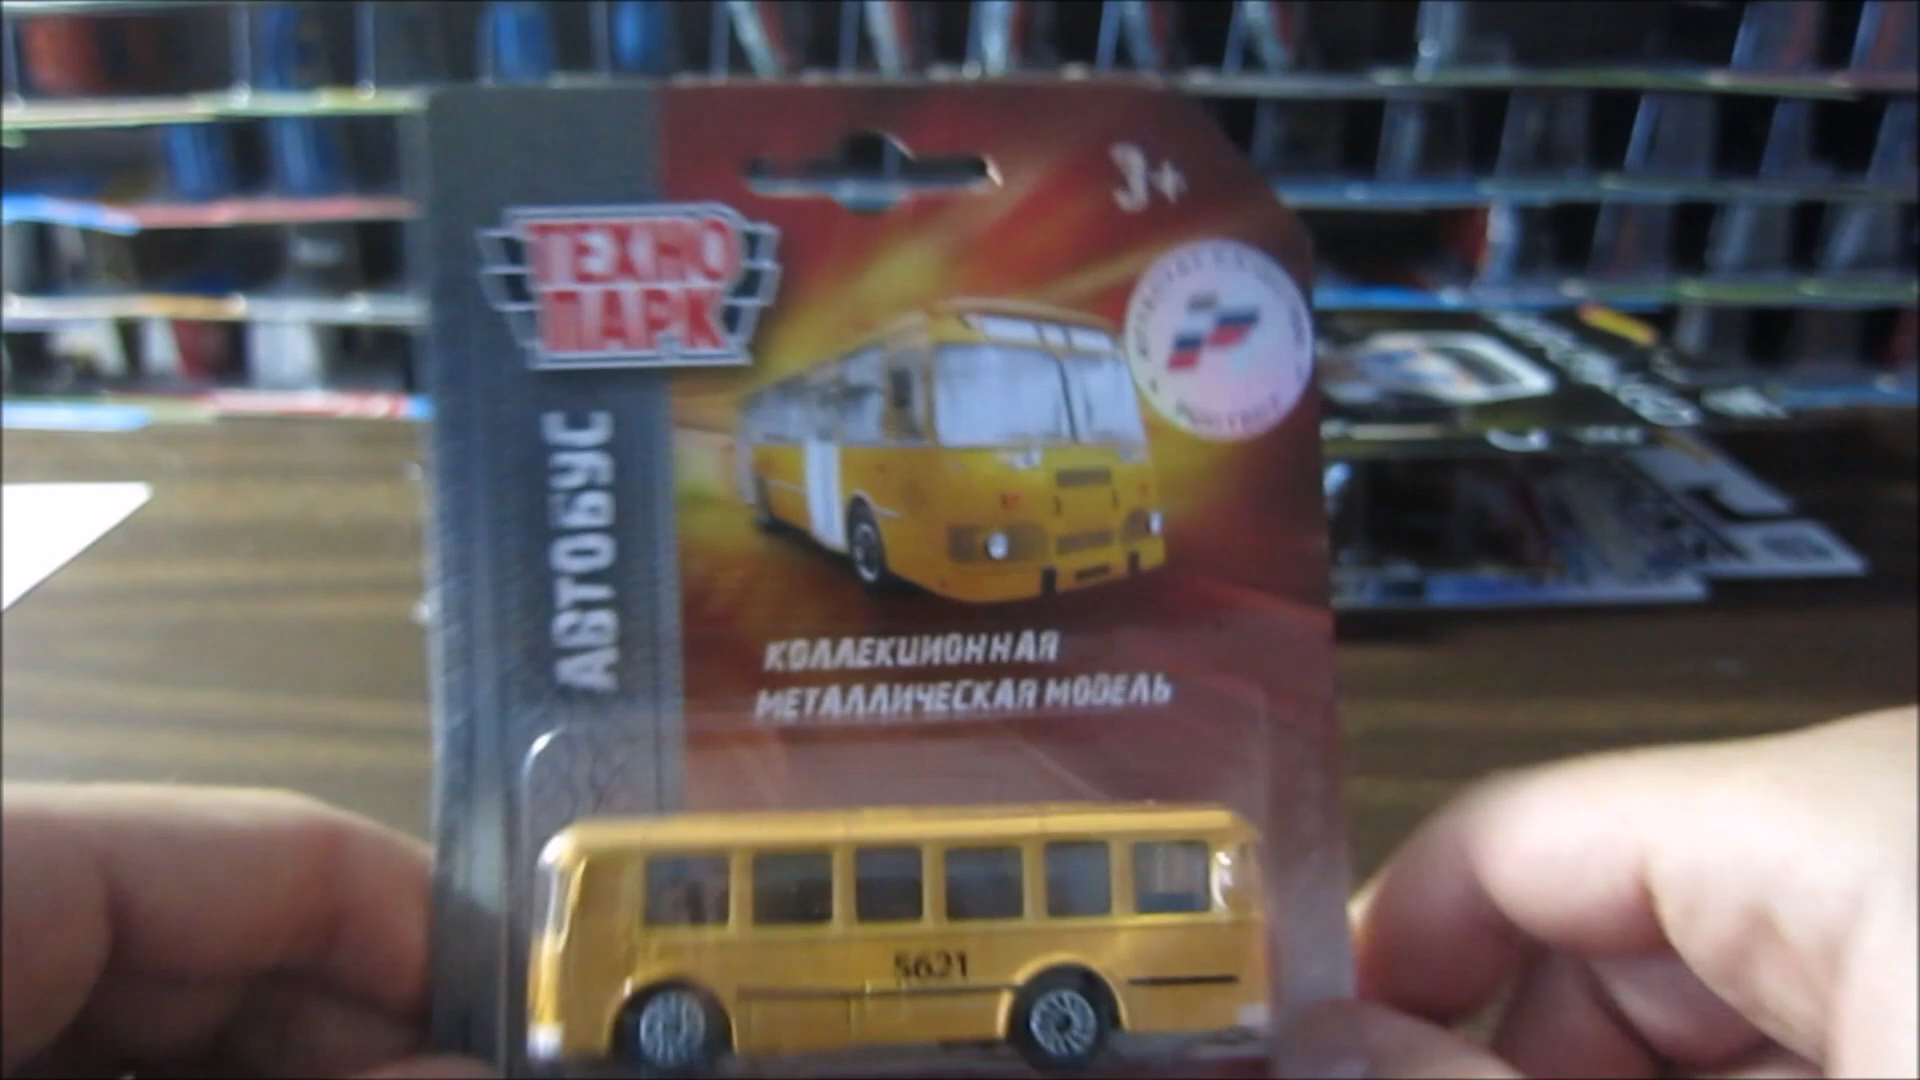 3+
ТЕХНО
ПАРК
АВТОБУС
КОЛЛЕКЦИОННАЯ
МЕТАЛЛИЧЕСКАЯ МОДЕЛЬ
5621